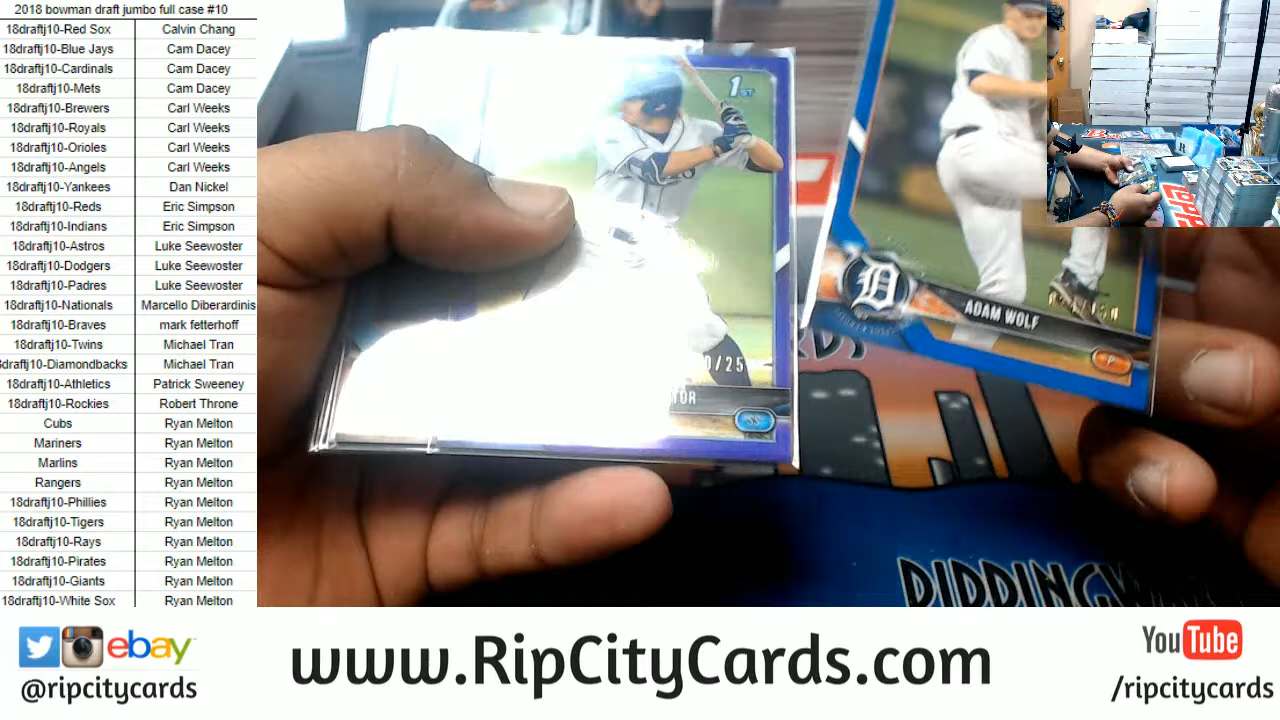 2018 bowman draft jumbo full case #10
18draftj10-Red Sox Calvin Chang
18draftj10-Blue Jays Cam Dacey
18draftj10-Cardinals Cam Dacey
18draftj10-Mets Cam Dacey
18draftj10-Brewers Carl Weeks
18draftj10-Royals Carl Weeks
18draftj10-Orioles Carl Weeks
18draftj10-Angels Carl Weeks
18draftj10-Yankees Dan Nickel
18draftj10-Reds Eric Simpson
18draftj10-Indians Eric Simpson
18draftj10-Astros Luke Seewoster
18draftj10-Dodgers Luke Seewoster
18draftj10-Padres Luke Seewoster
18draftj10-Nationals Marcello Diberardinis
18draftj10-Braves mark fetterhoff
18draftj10-Twins Michael Tran
8draftj10-Diamondbacks Michael Tran
18draftj10-Athletics Patrick Sweeney
18draftj10-Rockies Robert Throne
Cubs Ryan Melton
Mariners Ryan Melton
Marlins Ryan Melton
Rangers Ryan Melton
18draftj10-Phillies Ryan Melton
18draftj10-Tigers Ryan Melton
18draftj10-Rays Ryan Melton
18draftj10-Pirates Ryan Melton
18draftj10-Giants Ryan Melton
18draftj10-White Sox Ryan Melton
1ST
0/25
TOR
SS
D
ADAM WOLF
P
ebay
@ripcitycards
www.RipCityCards.com
YouTube
/ripcitycards